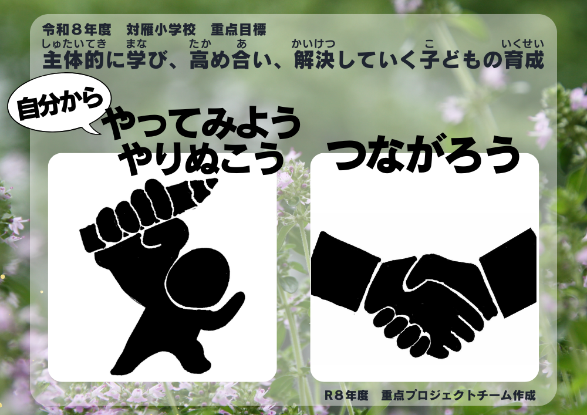 令和８年度　対雁小学校　重点目標
しゅたいてき　まな　たか　あ　かいけつ　こ　いくせい
主体的に学び、高め合い、解決していく子どもの育成
自分から
やってみよう
やりぬこう
つながろう
R８年度　重点プロジェクトチーム作成